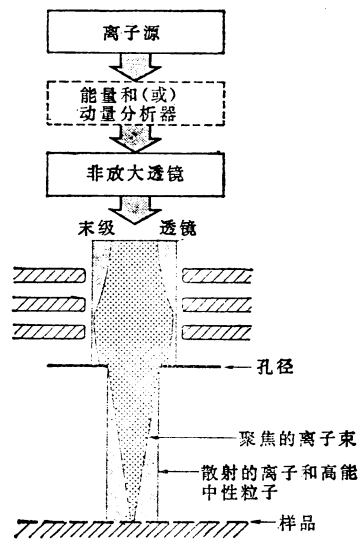 离子源
能量和(或)
动量分析器
非放大透镜
末级 透镜
孔径
聚焦的离子束
散射的离子和高能
中性粒子
样品